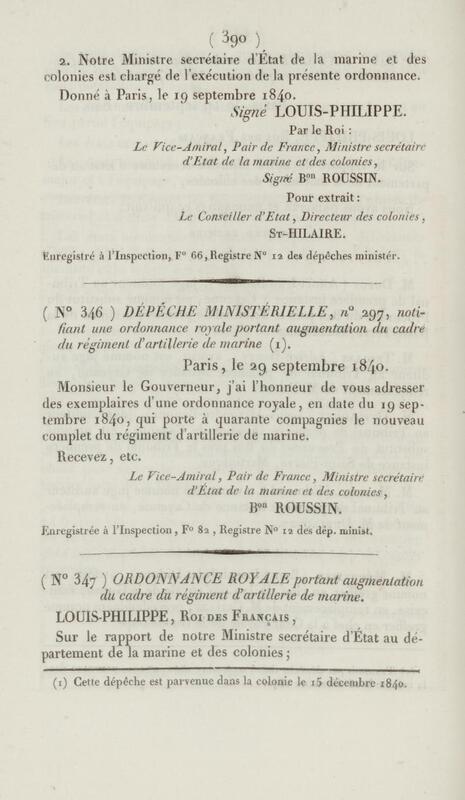 ( 390 )
2. Notre Ministre secrétaire d'État de la marine et des
colonies est chargé de l'exécution de la présente ordonnance.
Donné à Paris, le 19 septembre 1840.
Signé LOUIS-PHILIPPE.
Par le Roi :
Le Vice-Amiral, Pair de France, Ministre secrétaire
d'Etat de la marine et des colonies,
Signé Bon ROUSSIN.
Pour extrait :
Le Conseiller d'Etat, Directeur des colonies,
St-HILAIRE.
Enregistré à l'Inspection, F° 66, Registre N° 12 des dépêches ministér.
( N° 346 ) DÉPÊCHE MINISTÉRIELLE, n° 297, noti-
fiant une ordonnance royale portant augmentation du cadre
du régiment d'artillerie de marine (1).
Paris, le 29 septembre 1840.
Monsieur le Gouverneur, j'ai l'honneur de vous adresser
des exemplaires d'une ordonnance royale, en date du 19 sep-
tembre 1840, qui porte à quarante compagnies le nouveau
complet du régiment d'artillerie de marine.
Recevez, etc.
Le Vice-Amiral, Pair de France, Ministre secrétaire
d'État de la marine et des colonies,
Bon ROUSSIN.
Enregistrée à l'Inspection, F° 82, Registre N° 12 des dép. minist.
( N° 347 ) ORDONNANCE ROYALE portant augmentation
du cadre du régiment d'artillerie de marine.
LOUIS-PHILIPPE, Roi des Français,
Sur le rapport de notre Ministre secrétaire d'État au dé-
partement de la marine et des colonies ;
(1) Cette dépêche est parvenue dans la colonie le 15 décembre 1840.